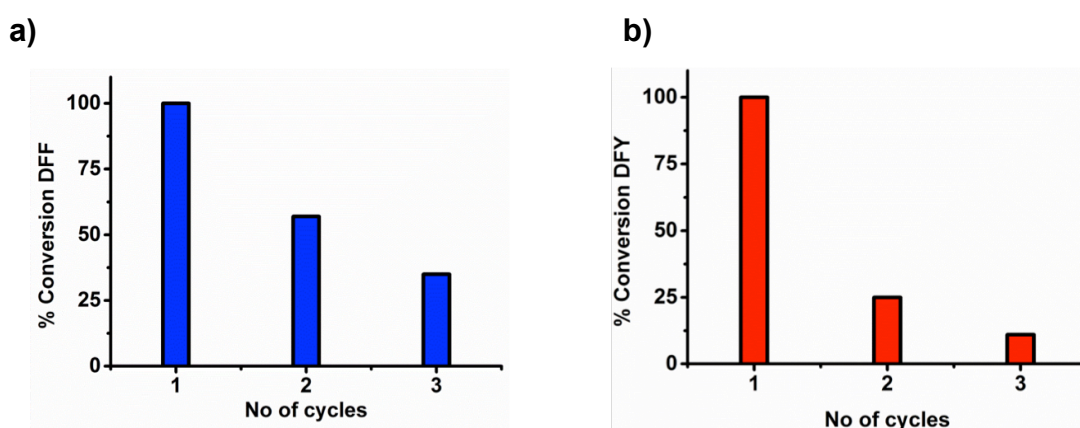 a)
% Conversion DFF
100
75
50
25
0
1 2 3
No of cycles
b)
% Conversion DFY
100
75
50
25
0
1 2 3
No of cycles